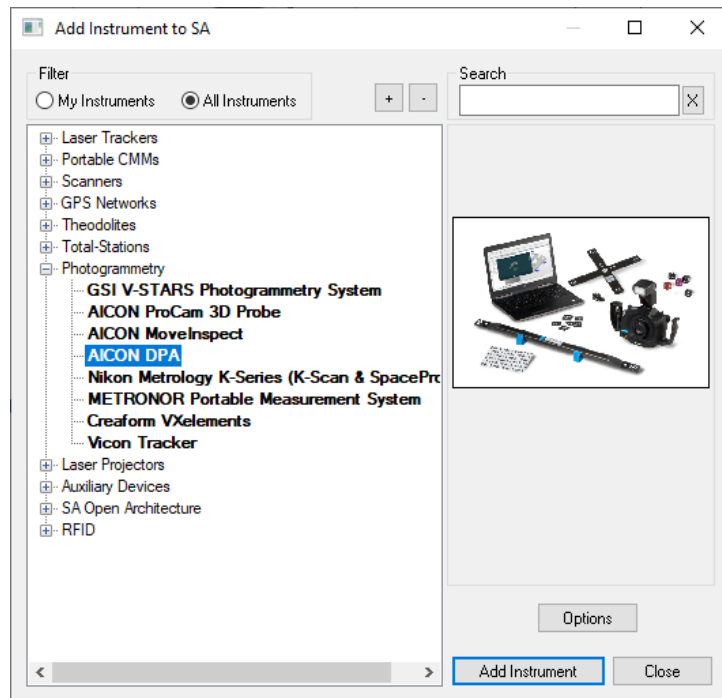 Add Instrument to SA
Filter
My Instruments All Instruments
+ -
Search
X
Laser Trackers
Portable CMMs
Scanners
GPS Networks
Theodolites
Total-Stations
Photogrammetry
GSI V-STARS Photogrammetry System
AICON ProCam 3D Probe
AICON MoveInspect
AICON DPA
Nikon Metrology K-Series (K-Scan & SpacePro
METRONOR Portable Measurement System
Creaform VXelements
Vicon Tracker
Laser Projectors
Auxiliary Devices
SA Open Architecture
RFID
Options
Add Instrument Close